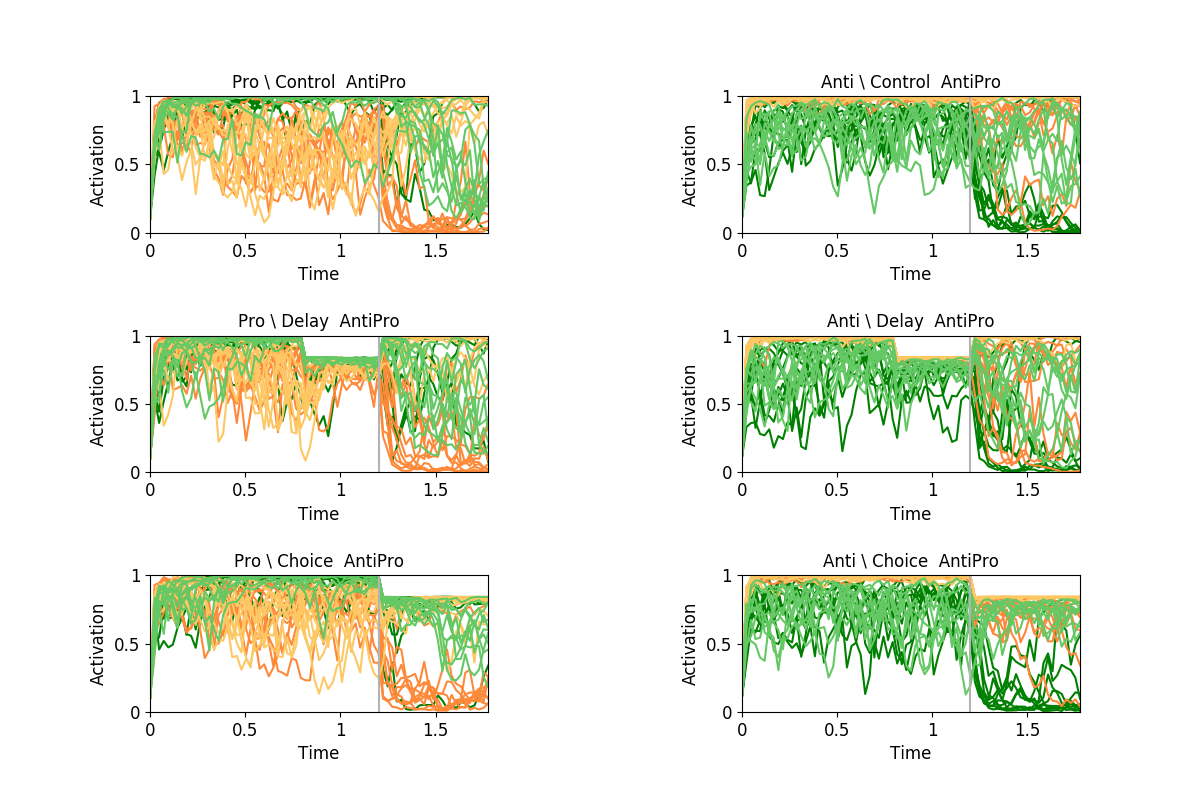 Pro \ Control  AntiPro
1
0.5
0
Activation
0 0.5 1 1.5
Time
Anti \ Control  AntiPro
1
0.5
0
Activation
0 0.5 1 1.5
Time
Pro \ Delay  AntiPro
1
0.5
0
Activation
0 0.5 1 1.5
Time
Anti \ Delay  AntiPro
1
0.5
0
Activation
0 0.5 1 1.5
Time
Pro \ Choice  AntiPro
1
0.5
0
Activation
0 0.5 1 1.5
Time
Anti \ Choice  AntiPro
1
0.5
0
Activation
0 0.5 1 1.5
Time